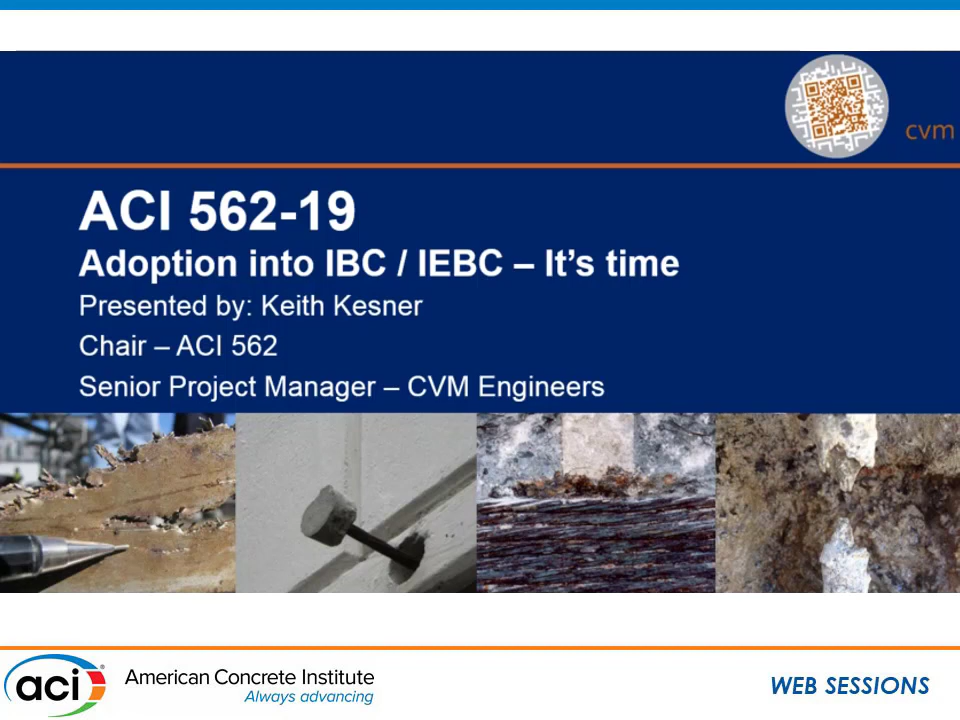 cvm
ACI 562-19
Adoption into IBC / IEBC – It’s time
Presented by: Keith Kesner
Chair – ACI 562
Senior Project Manager – CVM Engineers
aci®
American Concrete Institute
Always advancing
WEB SESSIONS